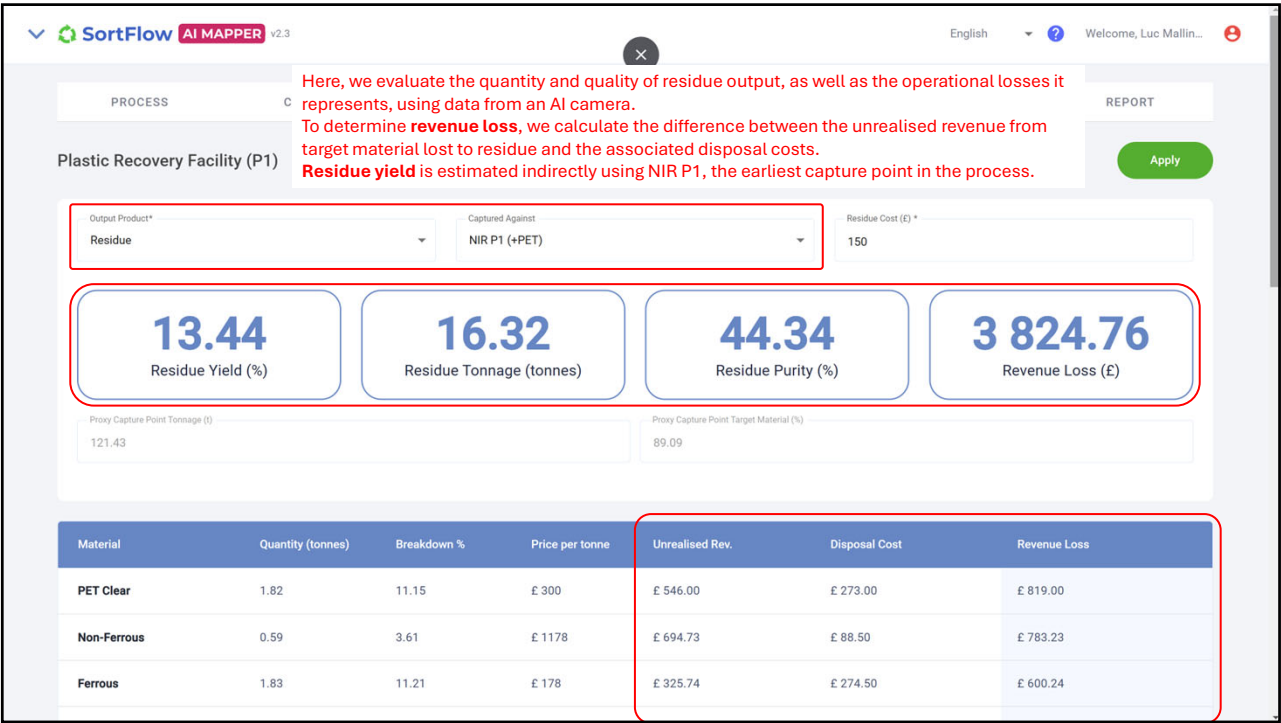 SortFlow AI MAPPER v2.3
English
Welcome, Luc Mallin...
Here, we evaluate the quantity and quality of residue output, as well as the operational losses it
represents, using data from an AI camera.
To determine revenue loss, we calculate the difference between the unrealised revenue from
target material lost to residue and the associated disposal costs.
Residue yield is estimated indirectly using NIR P1, the earliest capture point in the process.
PROCESS
C
REPORT
Plastic Recovery Facility (P1)
Apply
Output Product*
Residue
Captured Against
NIR P1 (+PET)
Residue Cost (£) *
150
13.44
Residue Yield (%)
16.32
Residue Tonnage (tonnes)
44.34
Residue Purity (%)
3 824.76
Revenue Loss (£)
Proxy Capture Point Tonnage (t)
121.43
Proxy Capture Point Target Material (%)
89.09
Material Quantity (tonnes) Breakdown % Price per tonne Unrealised Rev. Disposal Cost Revenue Loss
PET Clear 1.82 11.15 £ 300 £ 546.00 £ 273.00 £ 819.00
Non-Ferrous 0.59 3.61 £ 1178 £ 694.73 £ 88.50 £ 783.23
Ferrous 1.83 11.21 £ 178 £ 325.74 £ 274.50 £ 600.24